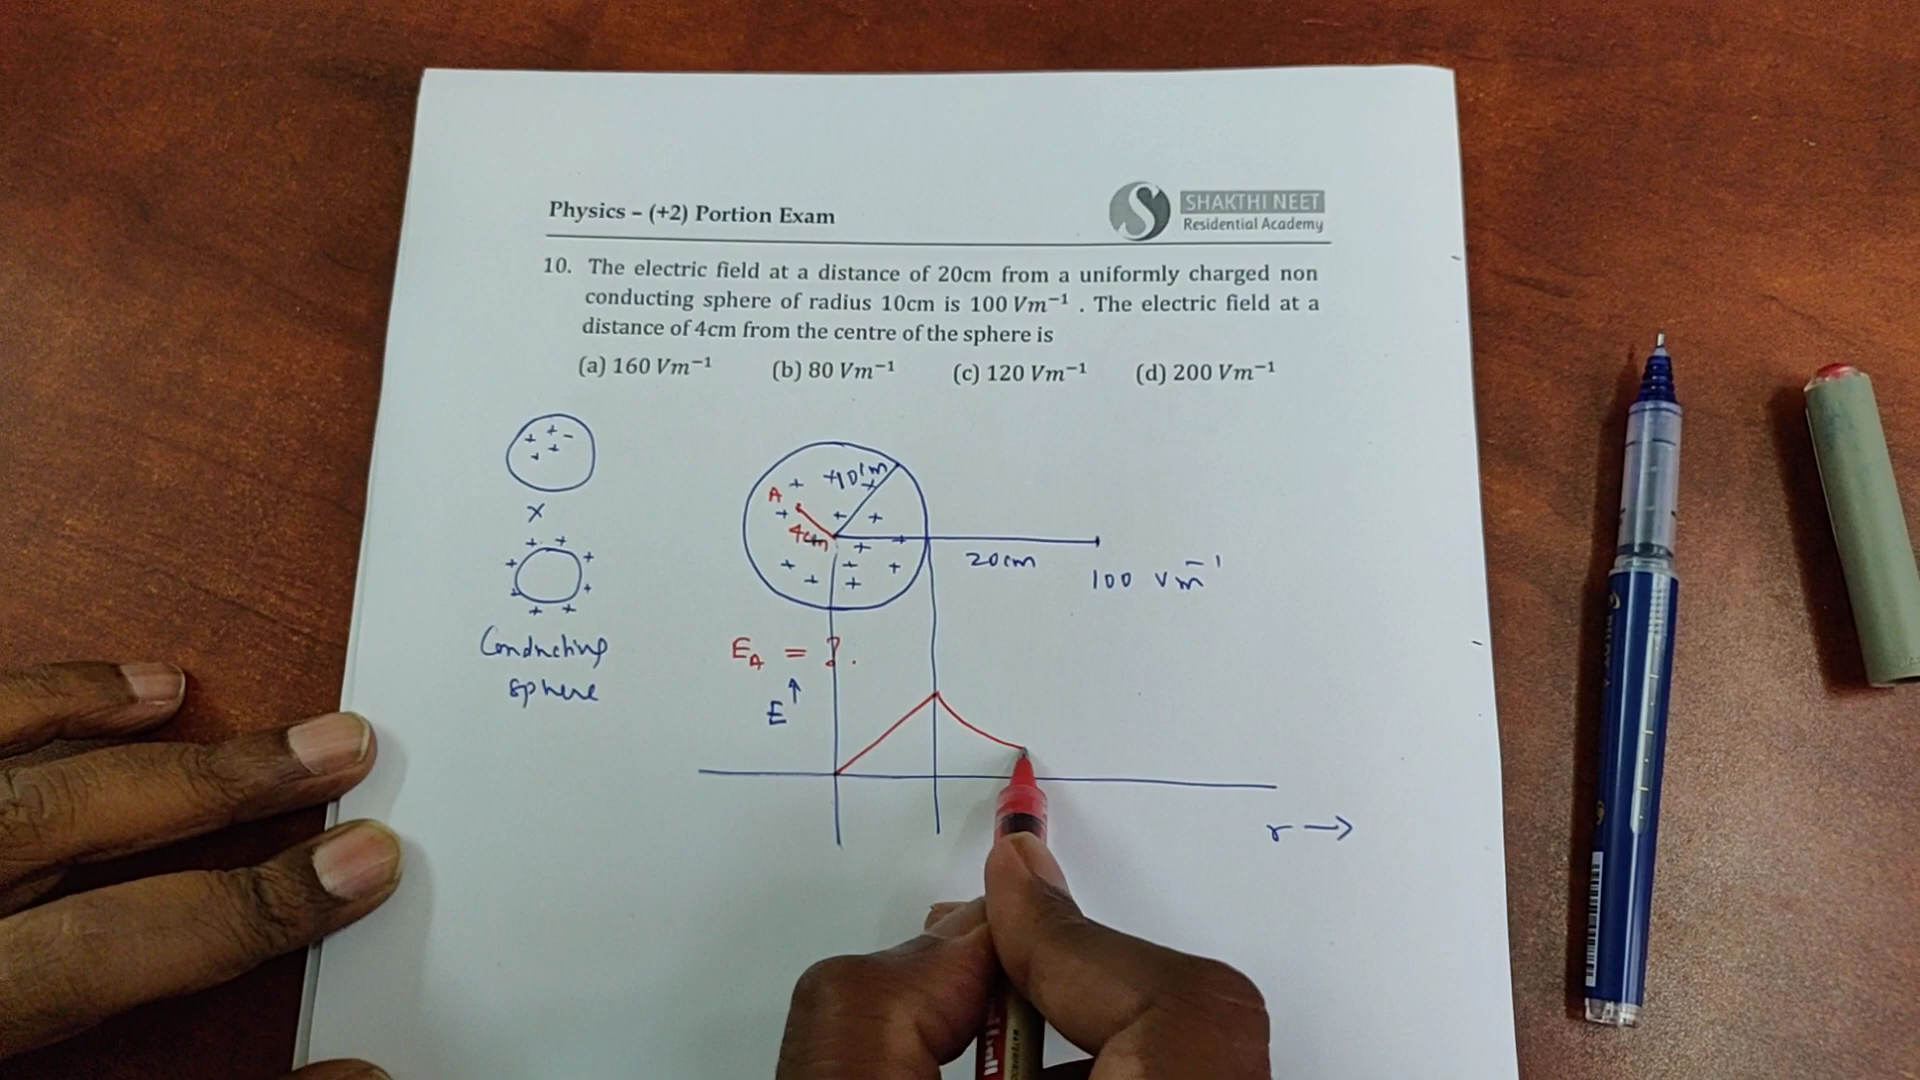 Physics – (+2) Portion Exam
SHAKTHI NEET
Residential Academy
10. The electric field at a distance of 20cm from a uniformly charged non
conducting sphere of radius 10cm is 100 Vm⁻¹ . The electric field at a
distance of 4cm from the centre of the sphere is
(a) 160 Vm⁻¹ (b) 80 Vm⁻¹ (c) 120 Vm⁻¹ (d) 200 Vm⁻¹
10cm
A
4cm
20cm
100 Vm⁻¹
x
Conducting
sphere
E_A = ?.
E ↑
r →